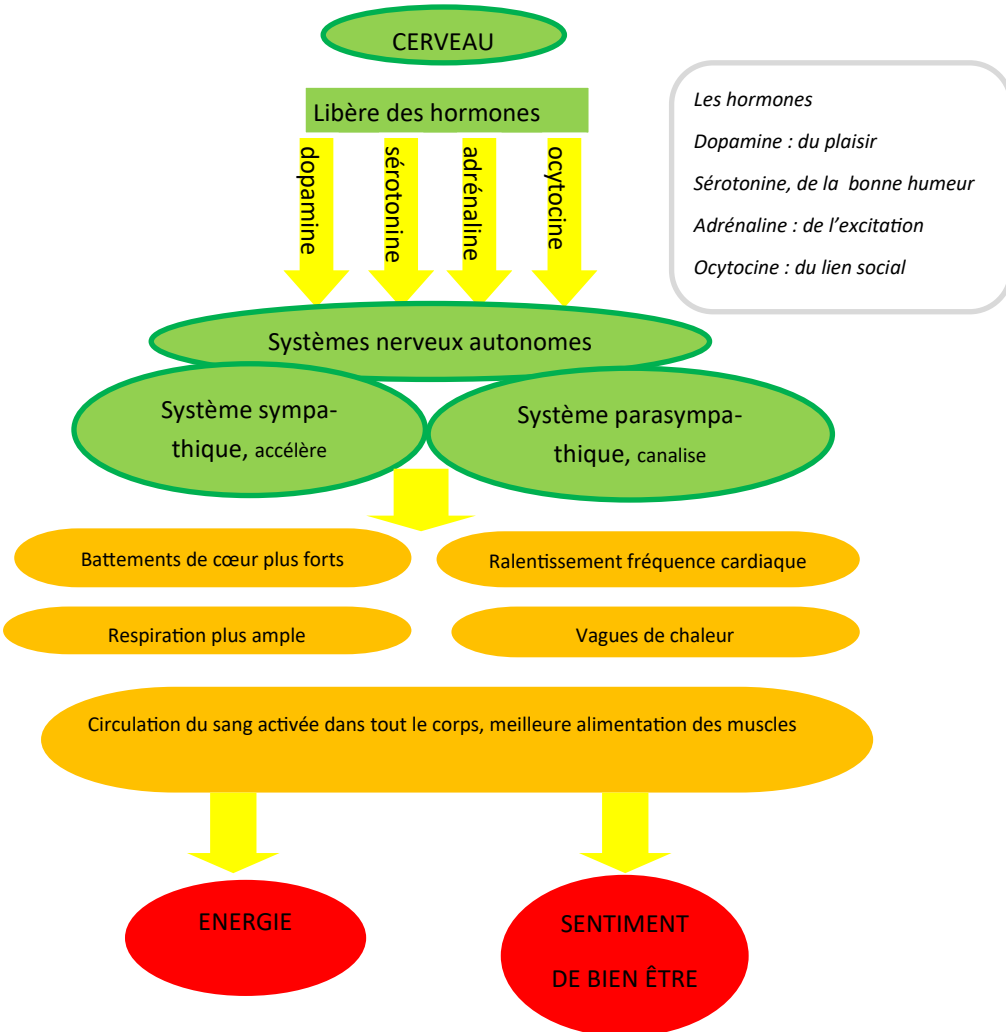 CERVEAU
Libère des hormones
dopamine
sérotonine
adrénaline
ocytocine
Les hormones
Dopamine : du plaisir
Sérotonine, de la bonne humeur
Adrénaline : de l’excitation
Ocytocine : du lien social
Systèmes nerveux autonomes
Système sympa-
thique, accélère
Système parasympa-
thique, canalise
Battements de cœur plus forts
Ralentissement fréquence cardiaque
Respiration plus ample
Vagues de chaleur
Circulation du sang activée dans tout le corps, meilleure alimentation des muscles
ENERGIE
SENTIMENT
DE BIEN ÊTRE